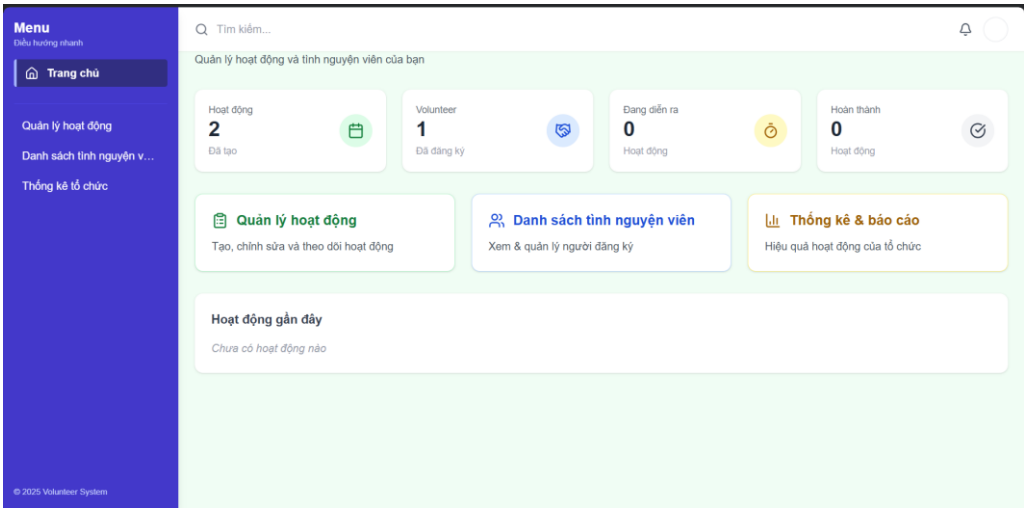 Menu
Điều hướng nhanh
Trang chủ
Quản lý hoạt động
Danh sách tình nguyện v...
Thống kê tổ chức
© 2025 Volunteer System
Tìm kiếm...
Quản lý hoạt động và tình nguyện viên của bạn
Hoạt động
2
Đã tạo
Volunteer
1
Đã đăng ký
Đang diễn ra
0
Hoạt động
Hoàn thành
0
Hoạt động
Quản lý hoạt động
Tạo, chỉnh sửa và theo dõi hoạt động
Danh sách tình nguyện viên
Xem & quản lý người đăng ký
Thống kê & báo cáo
Hiệu quả hoạt động của tổ chức
Hoạt động gần đây
Chưa có hoạt động nào